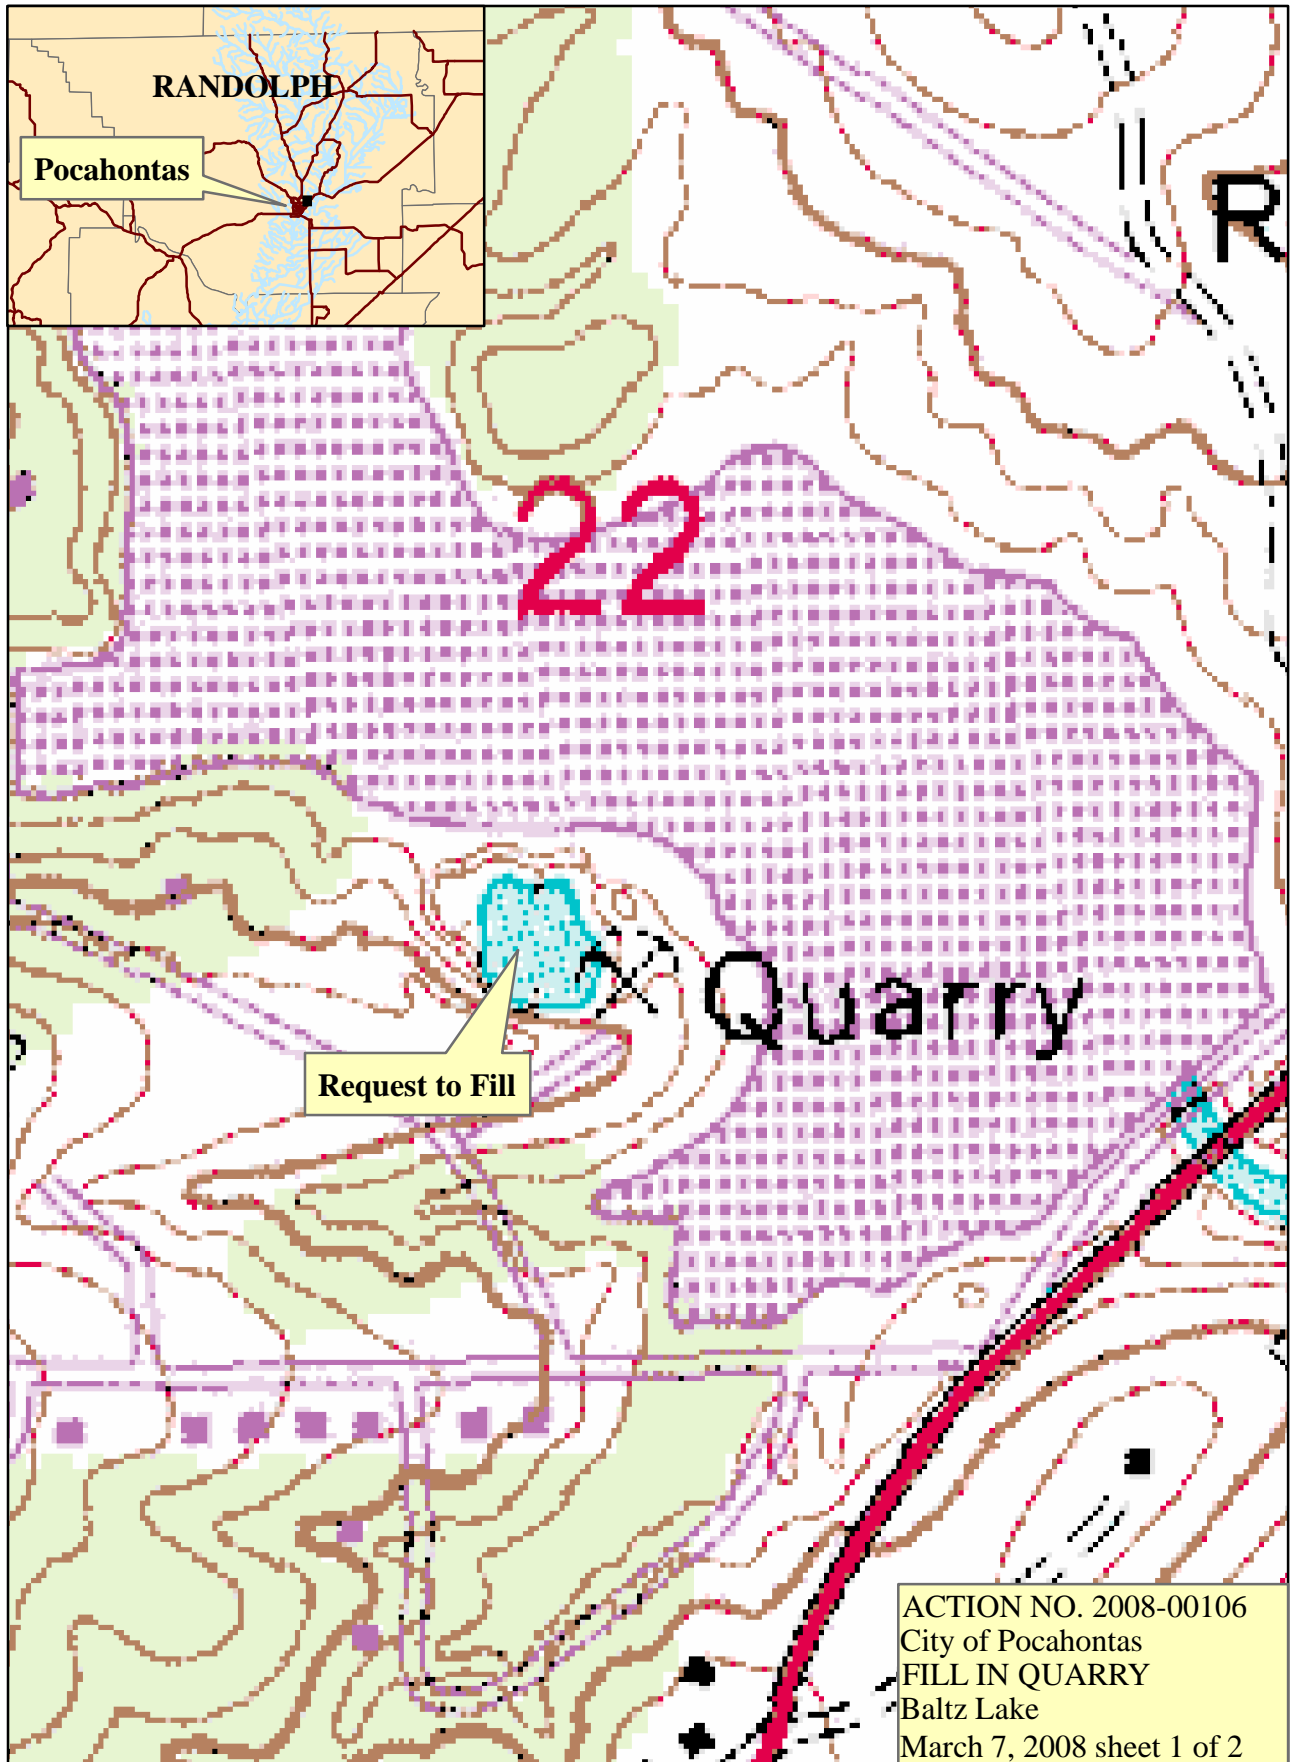 RANDOLPH
Pocahontas
R
22
Quarry
Request to Fill
ACTION NO. 2008-00106
City of Pocahontas
FILL IN QUARRY
Baltz Lake
March 7, 2008 sheet 1 of 2